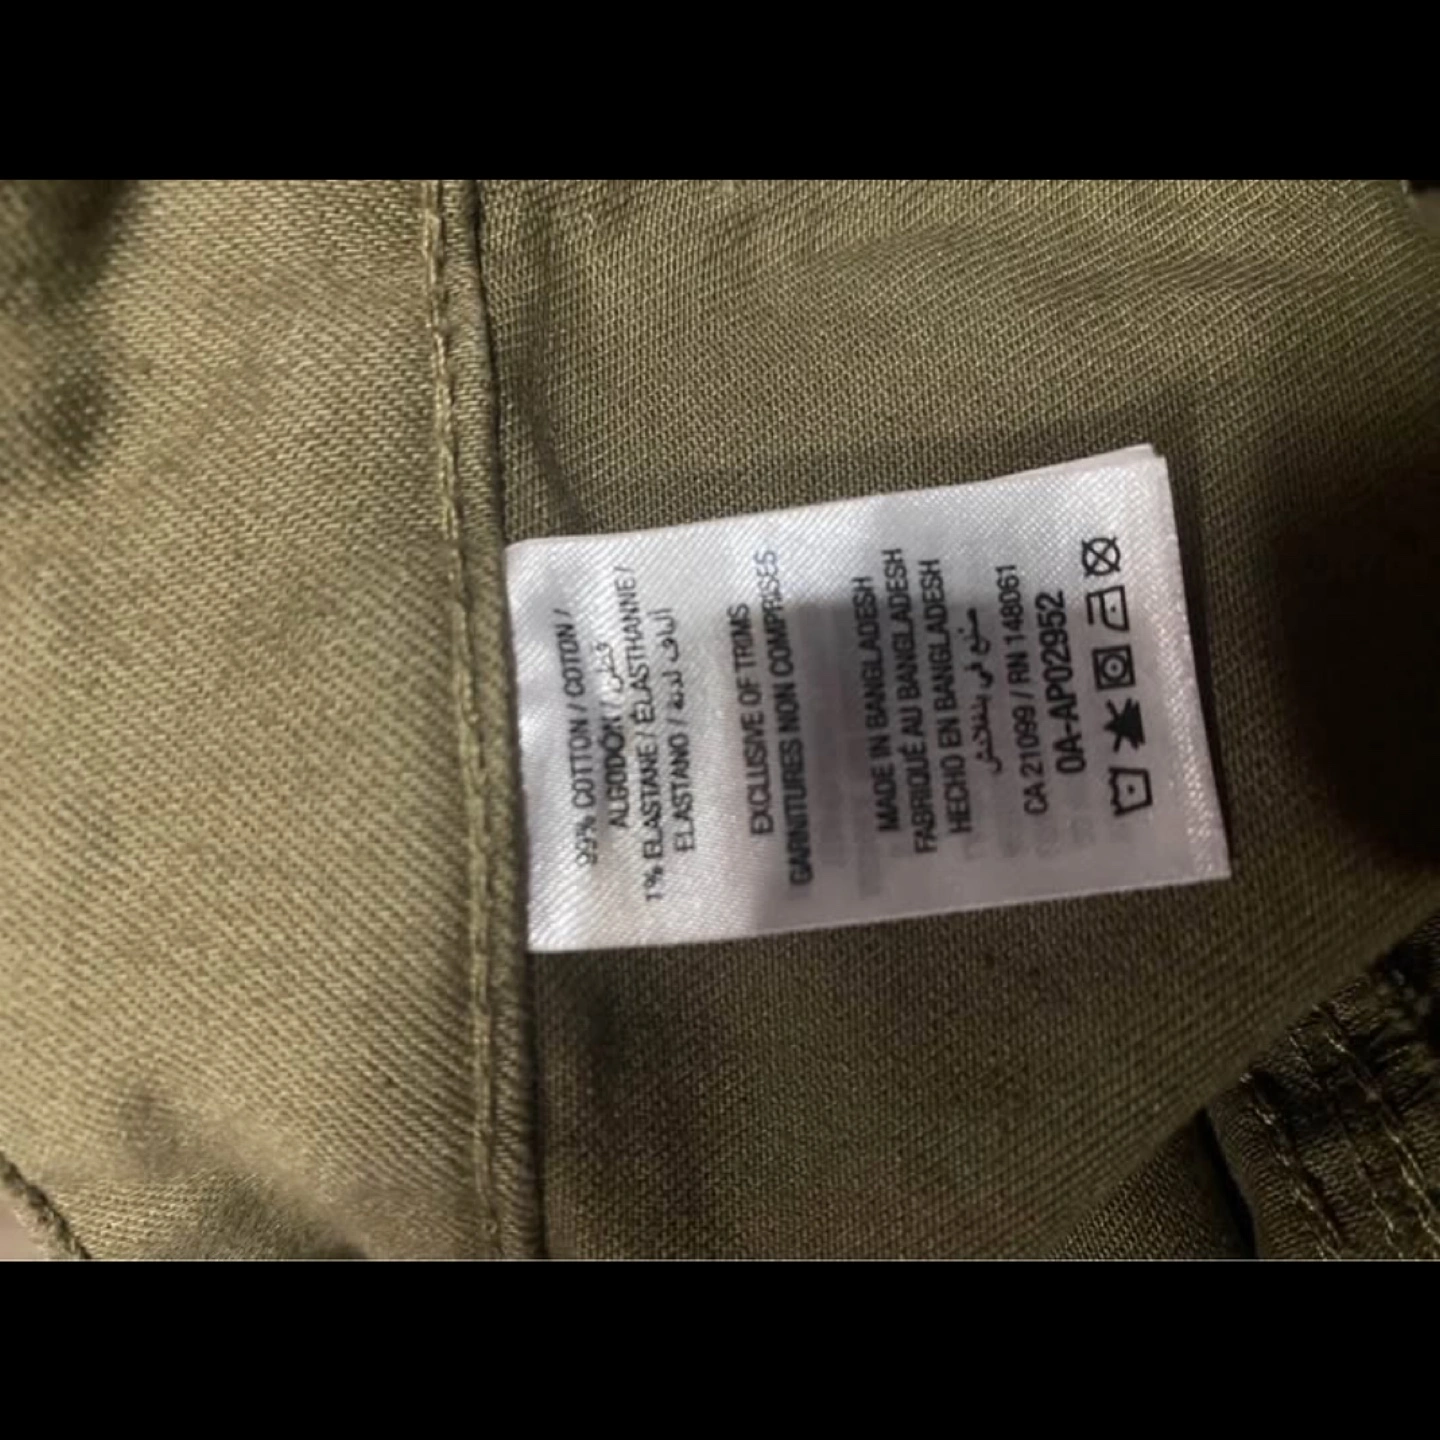 99% COTTON / COTON /
ALGODÓN / قطن
1% ELASTANE / ÉLASTHANNE /
ELASTANO / ألياف لدنة
EXCLUSIVE OF TRIMS
GARNITURES NON COMPRISES
MADE IN BANGLADESH
FABRIQUÉ AU BANGLADESH
HECHO EN BANGLADESH
صنع في بنغلادش
CA 21099 / RN 148061
0A-AP02952